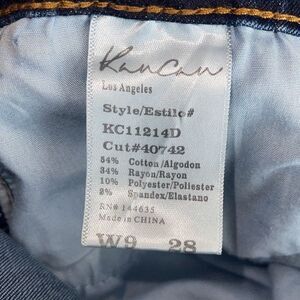 KanCan
Los Angeles
Style/Estilo#
KC11214D
Cut#40742
54% Cotton/Algodon
34% Rayon/Rayon
10% Polyester/Poliester
2% Spandex/Elastano
RN# 144635
Made in CHINA
W9 28